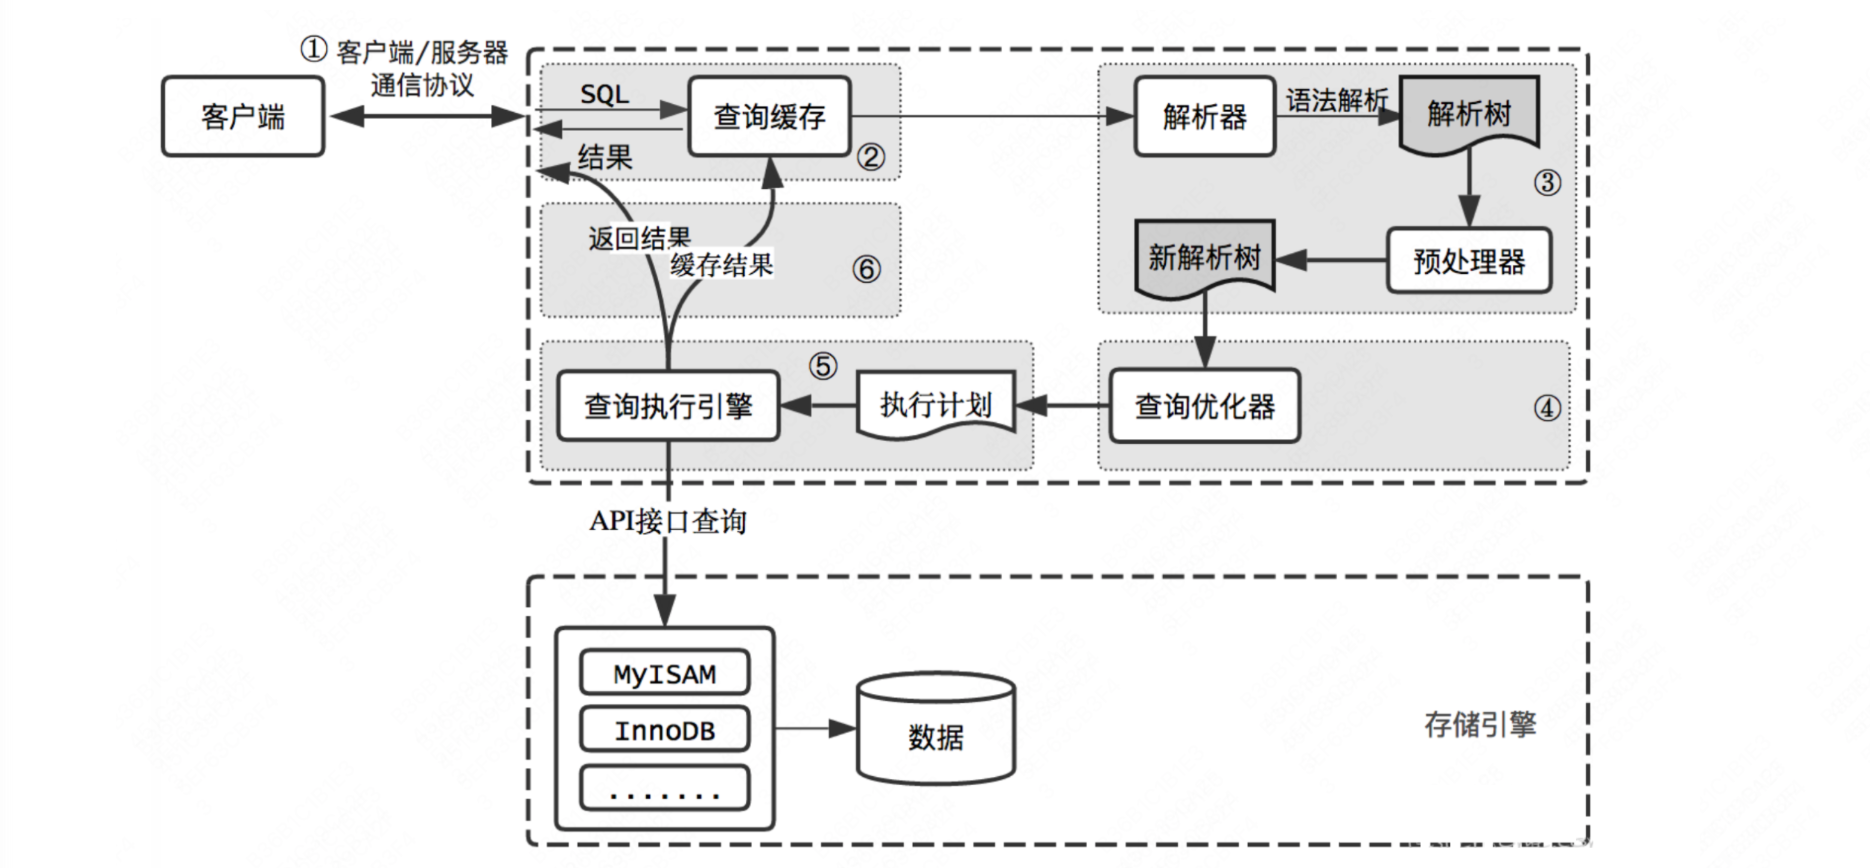 ① 客户端/服务器
通信协议
客户端
SQL
查询缓存
结果
②
解析器
语法解析
解析树
③
预处理器
新解析树
返回结果
缓存结果
⑥
查询执行引擎
⑤
执行计划
查询优化器
④
API接口查询
MyISAM
InnoDB
.......
数据
存储引擎